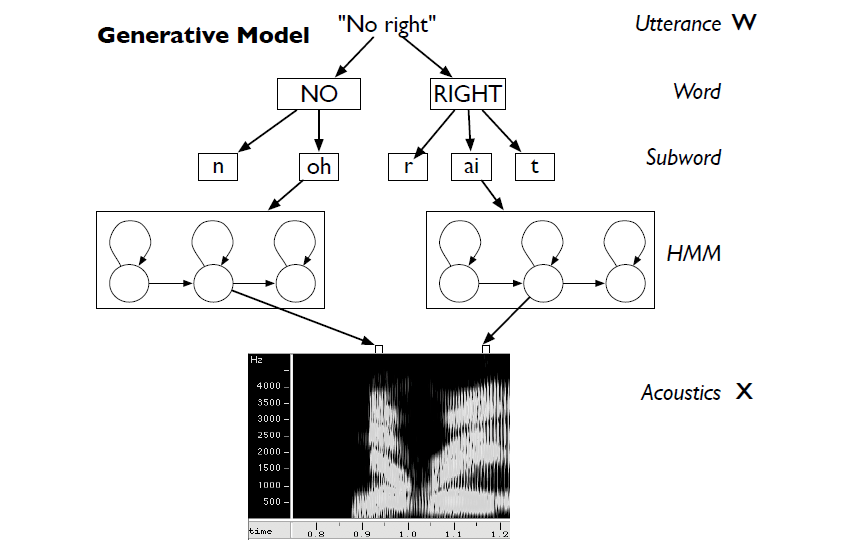 Generative Model
"No right"
Utterance W
NO
RIGHT
Word
n
oh
r
ai
t
Subword
HMM
Hz
4000
3500
3000
2500
2000
1500
1000
500
Acoustics X
time
0.8
0.9
1.0
1.1
1.2